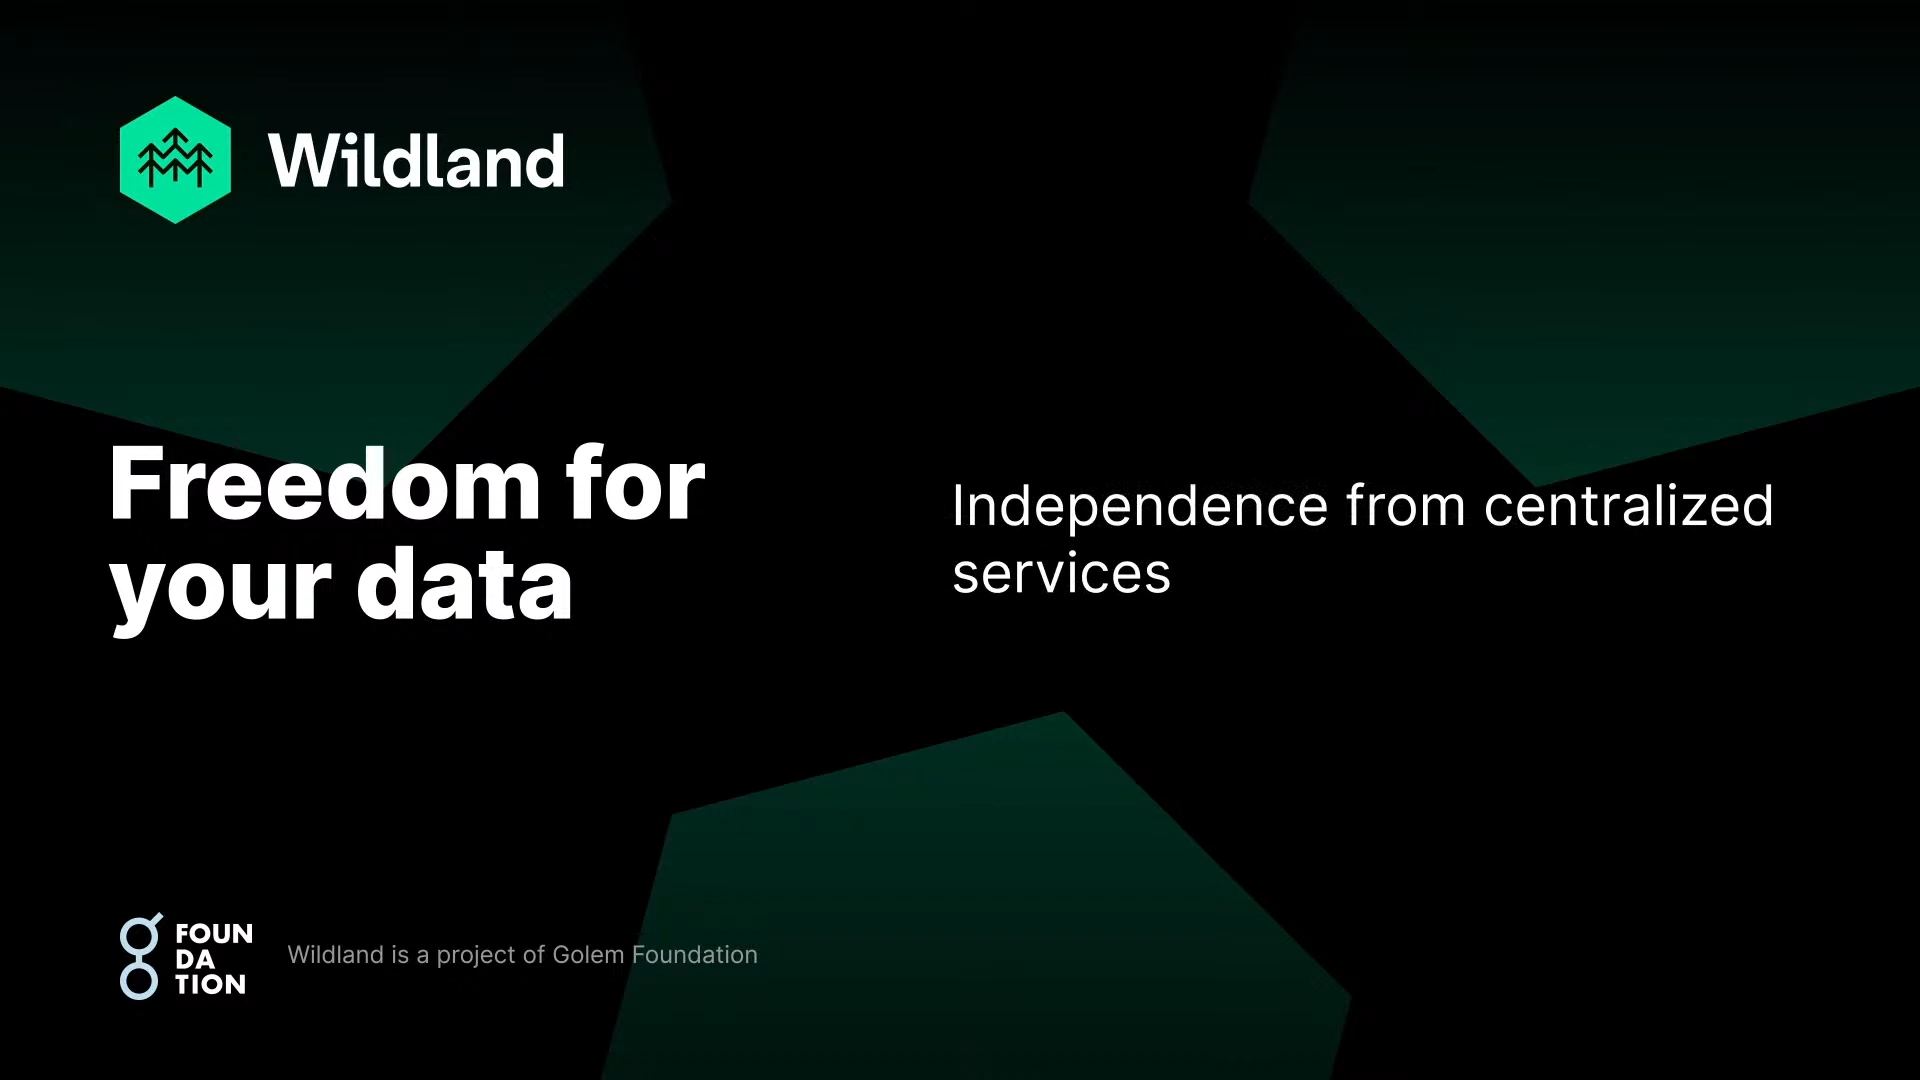 Wildland
Freedom for
your data
Independence from centralized
services
FOUN
DA
TION
Wildland is a project of Golem Foundation